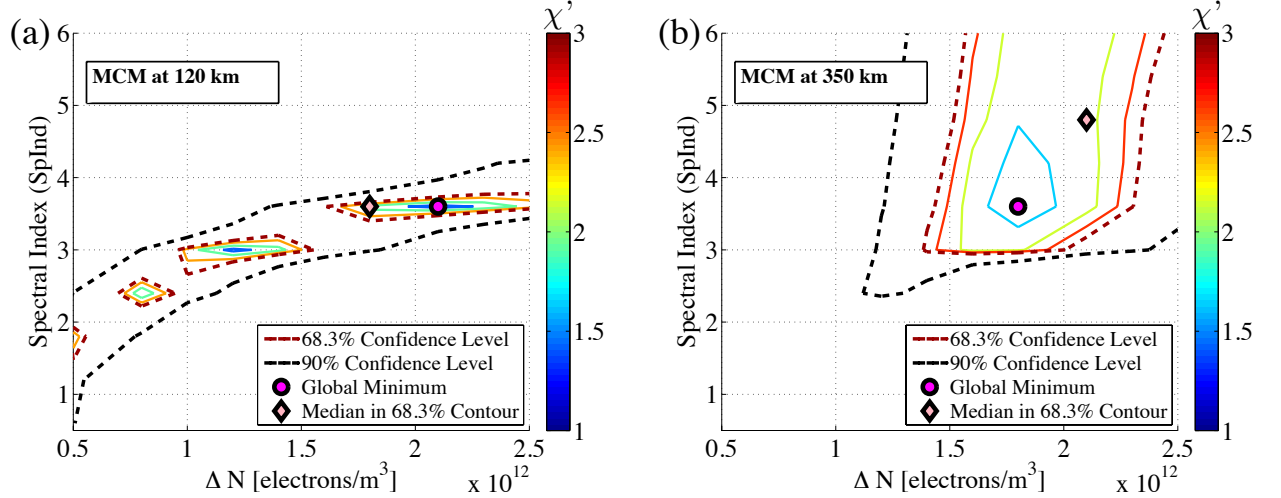 (a)
χ'
6
5
4
3
2
1
Spectral Index (SpInd)
MCM at 120 km
68.3% Confidence Level
90% Confidence Level
Global Minimum
Median in 68.3% Contour
0.5
1
1.5
2
2.5
Δ N [electrons/m³]
x 10¹²
3
2.5
2
1.5
1
(b)
χ'
6
5
4
3
2
1
Spectral Index (SpInd)
MCM at 350 km
68.3% Confidence Level
90% Confidence Level
Global Minimum
Median in 68.3% Contour
0.5
1
1.5
2
2.5
Δ N [electrons/m³]
x 10¹²
3
2.5
2
1.5
1